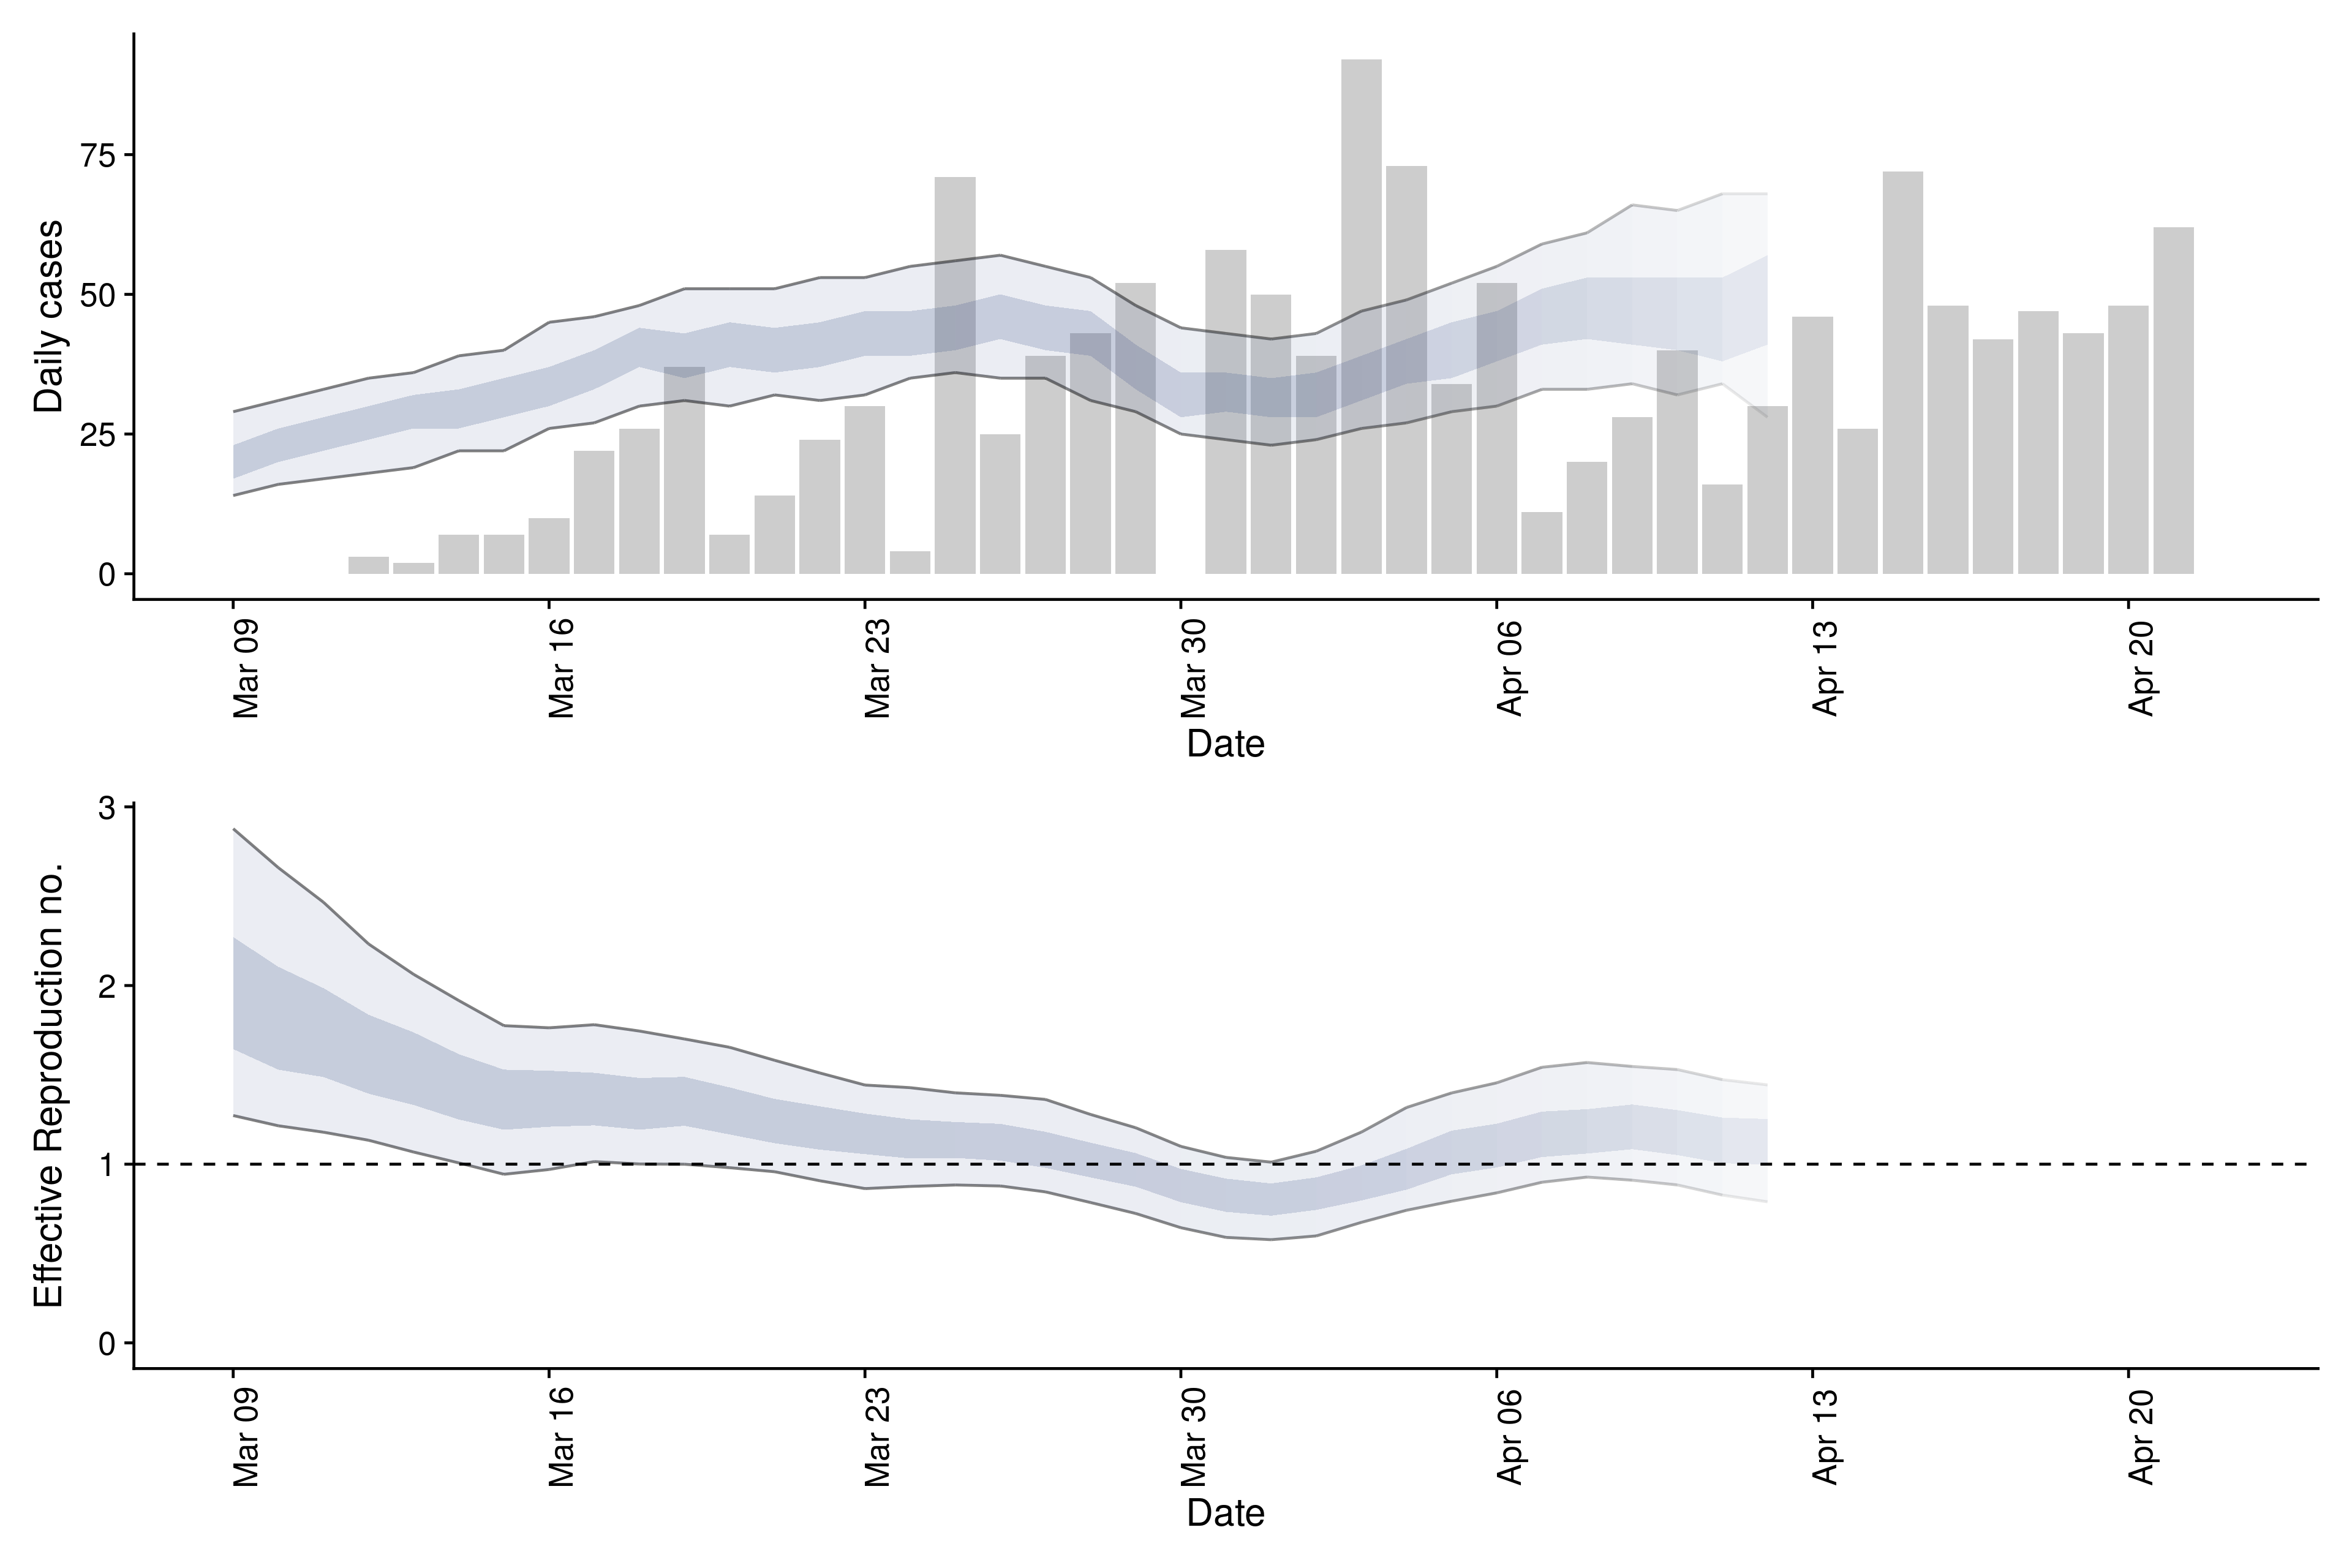 Daily cases
75
50
25
0
Mar 09
Mar 16
Mar 23
Mar 30
Apr 06
Apr 13
Apr 20
Date
Effective Reproduction no.
3
2
1
0
Mar 09
Mar 16
Mar 23
Mar 30
Apr 06
Apr 13
Apr 20
Date